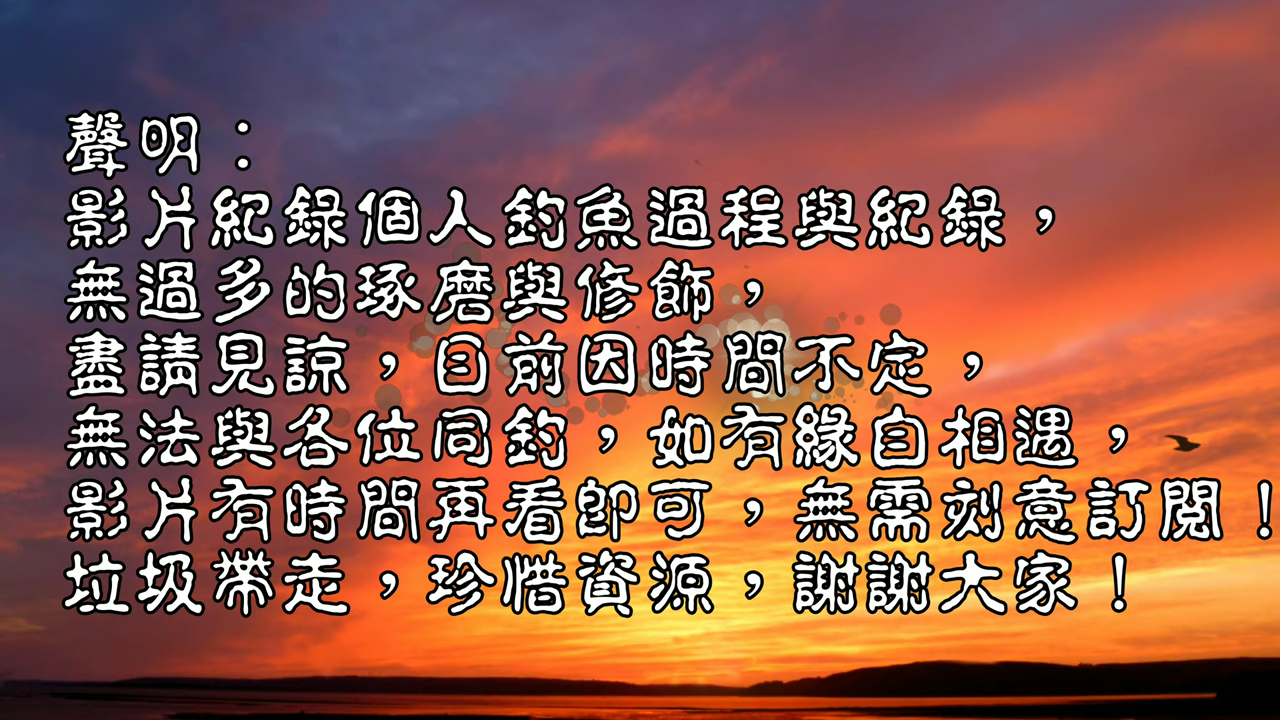 聲明：
影片紀錄個人釣魚過程與紀錄，
無過多的琢磨與修飾，
盡請見諒，目前因時間不定，
無法與各位同釣，如有緣自相遇，
影片有時間再看即可，無需刻意訂閱！
垃圾帶走，珍惜資源，謝謝大家！